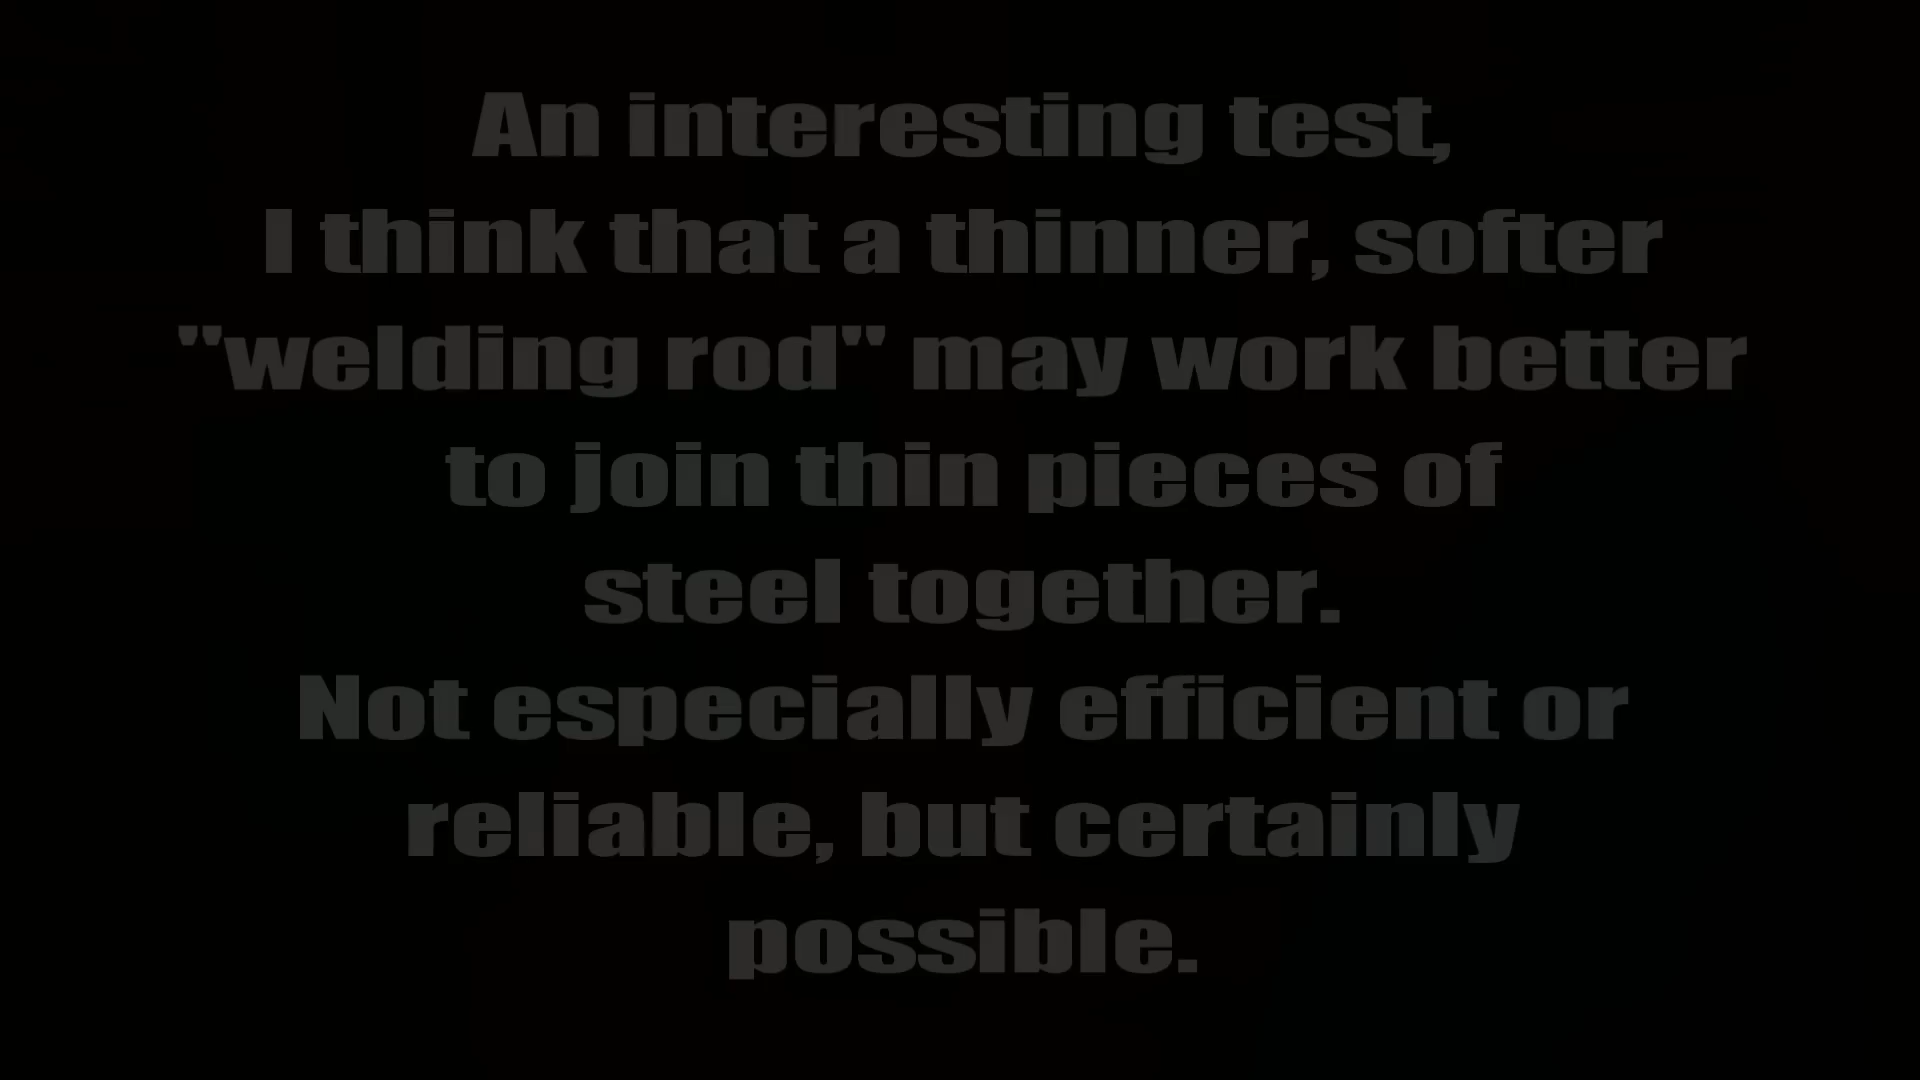 An interesting test,
I think that a thinner, softer
"welding rod" may work better
to join thin pieces of
steel together.
Not especially efficient or
reliable, but certainly
possible.